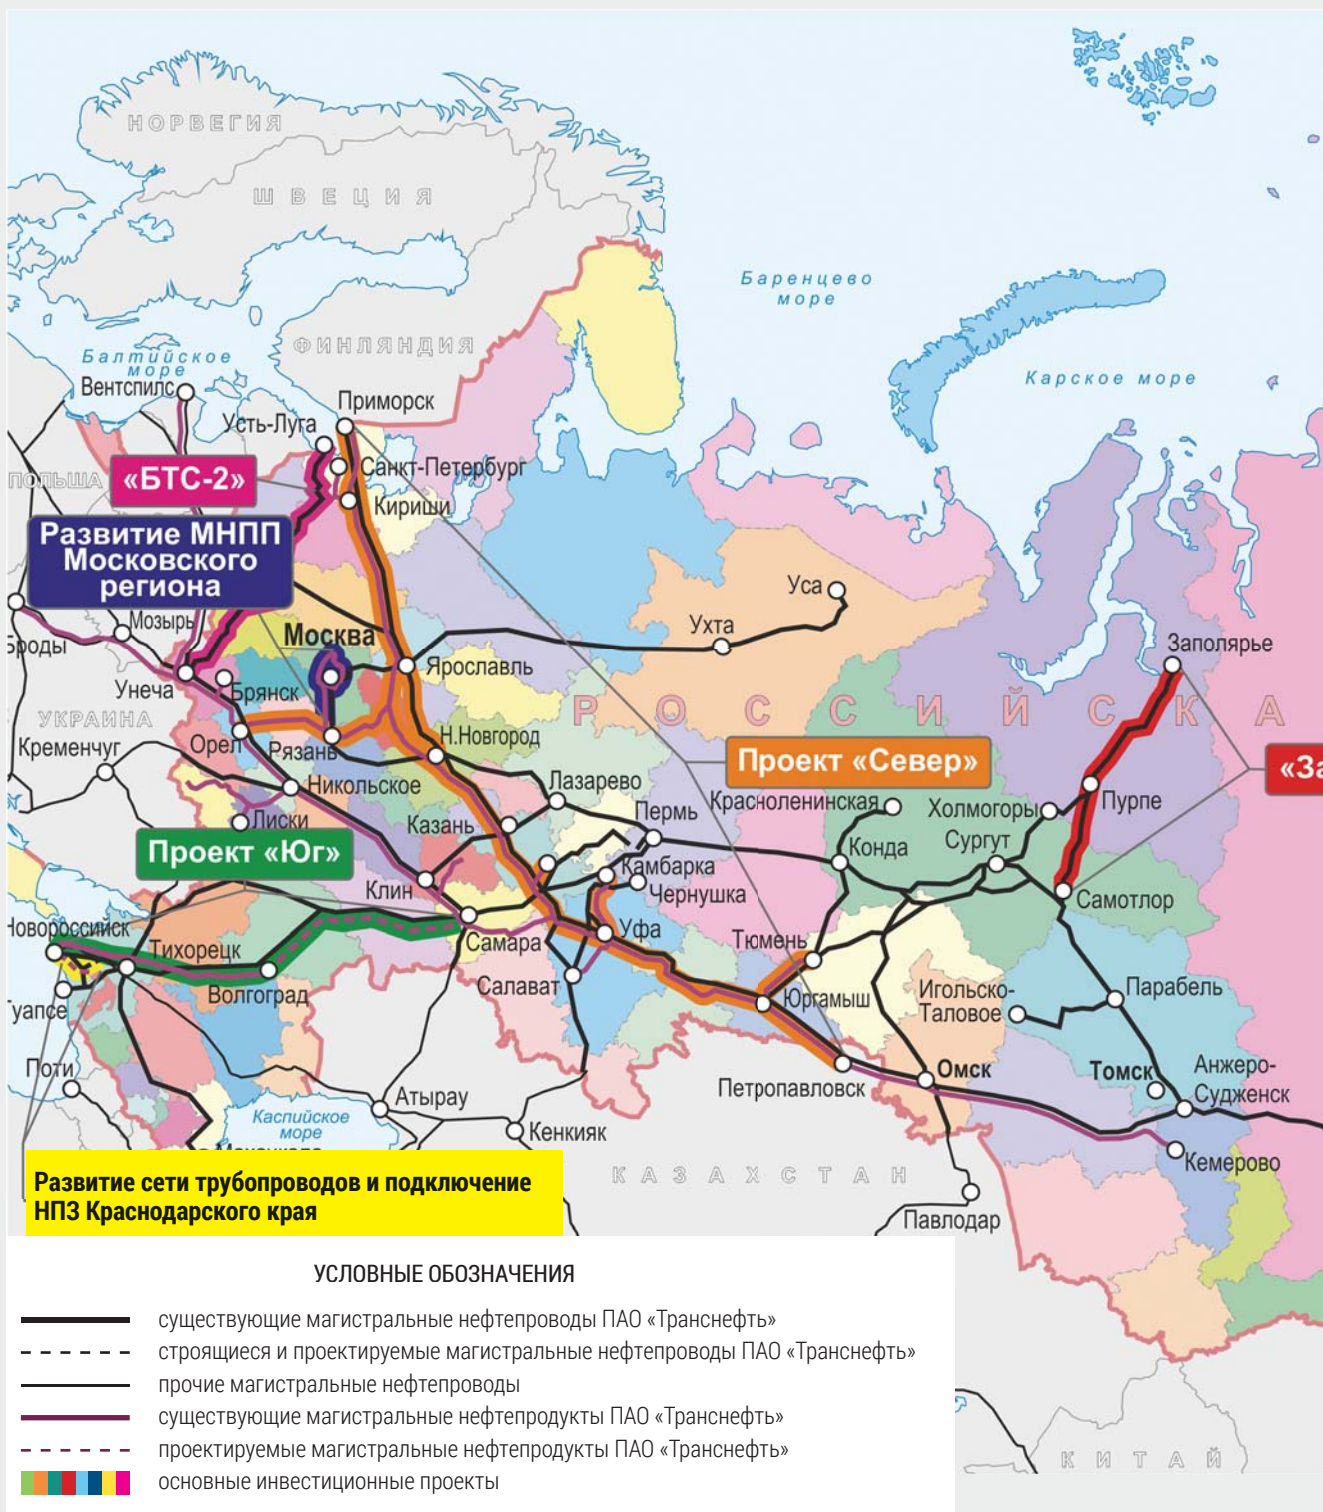 НОРВЕГИЯ
ШВЕЦИЯ
ФИНЛЯНДИЯ
Баренцево
море
Карское море
Балтийское
море
Вентспилс
Приморск
Усть-Луга
Санкт-Петербург
Кириши
ПОЛЬША
«БТС-2»
Развитие МНПП
Московского
региона
Мозырь
Броды
Москва
Ярославль
Уса
Ухта
Заполярье
Унеча
Брянск
УКРАИНА
РОССИЙСКА
Кременчуг
Орел
Рязань
Н.Новгород
Проект «Север»
«За
Никольское
Лазарево
Пермь
Красноленинская
Холмогоры
Пурпе
Лиски
Казань
Сургут
Проект «Юг»
Конда
Камбарка
Клин
Чернушка
Самотлор
Новороссийск
Тихорецк
Самара
Уфа
Тюмень
Волгоград
Салават
Юргамыш
Игольско-
Таловое
Парабель
Туапсе
Поти
Петропавловск
Омск
Томск
Анжеро-
Судженск
Атырау
Каспийское
море
Кенкияк
Махачкала
КАЗАХСТАН
Кемерово
Павлодар
Развитие сети трубопроводов и подключение
НПЗ Краснодарского края
УСЛОВНЫЕ ОБОЗНАЧЕНИЯ
существующие магистральные нефтепроводы ПАО «Транснефть»
строящиеся и проектируемые магистральные нефтепроводы ПАО «Транснефть»
прочие магистральные нефтепроводы
существующие магистральные нефтепродукты ПАО «Транснефть»
проектируемые магистральные нефтепродукты ПАО «Транснефть»
основные инвестиционные проекты
КИТАЙ